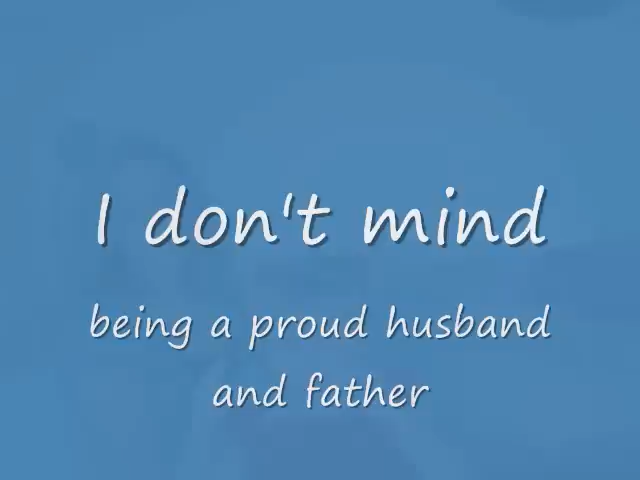 I don't mind
being a proud husband
and father